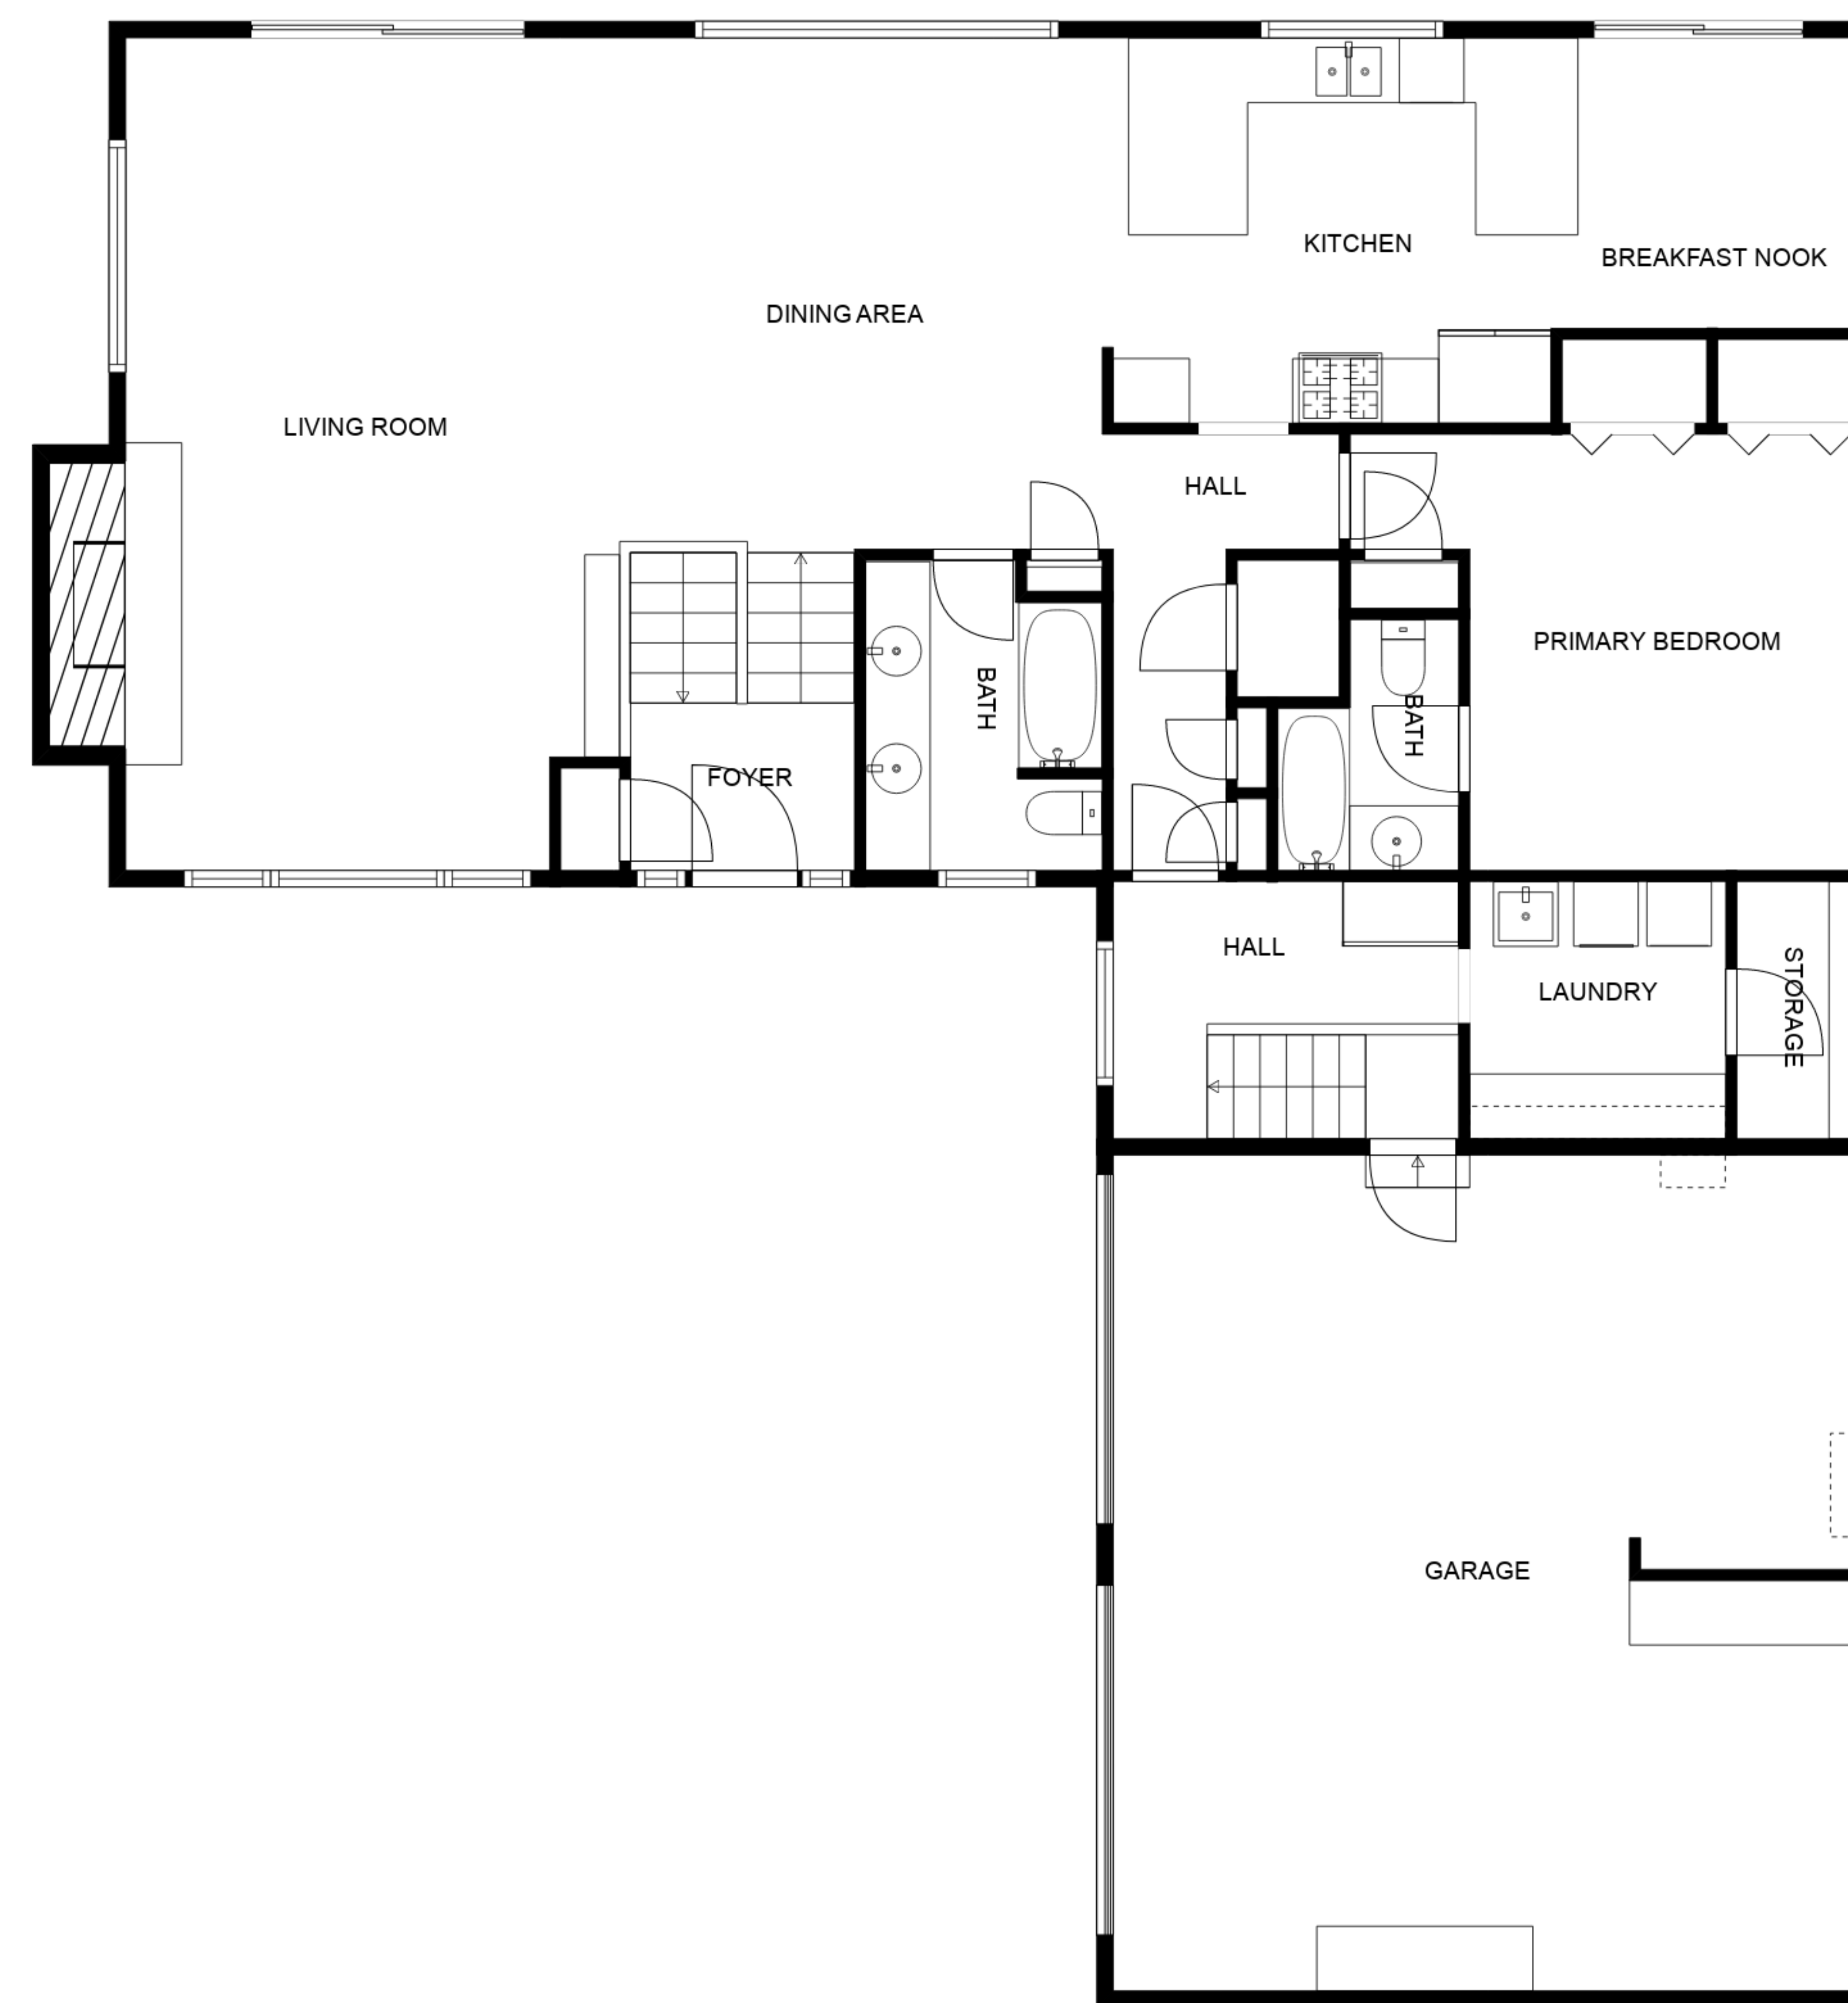 KITCHEN
BREAKFAST NOOK
DINING AREA
LIVING ROOM
HALL
PRIMARY BEDROOM
BATH
BATH
FOYER
HALL
LAUNDRY
STORAGE
GARAGE